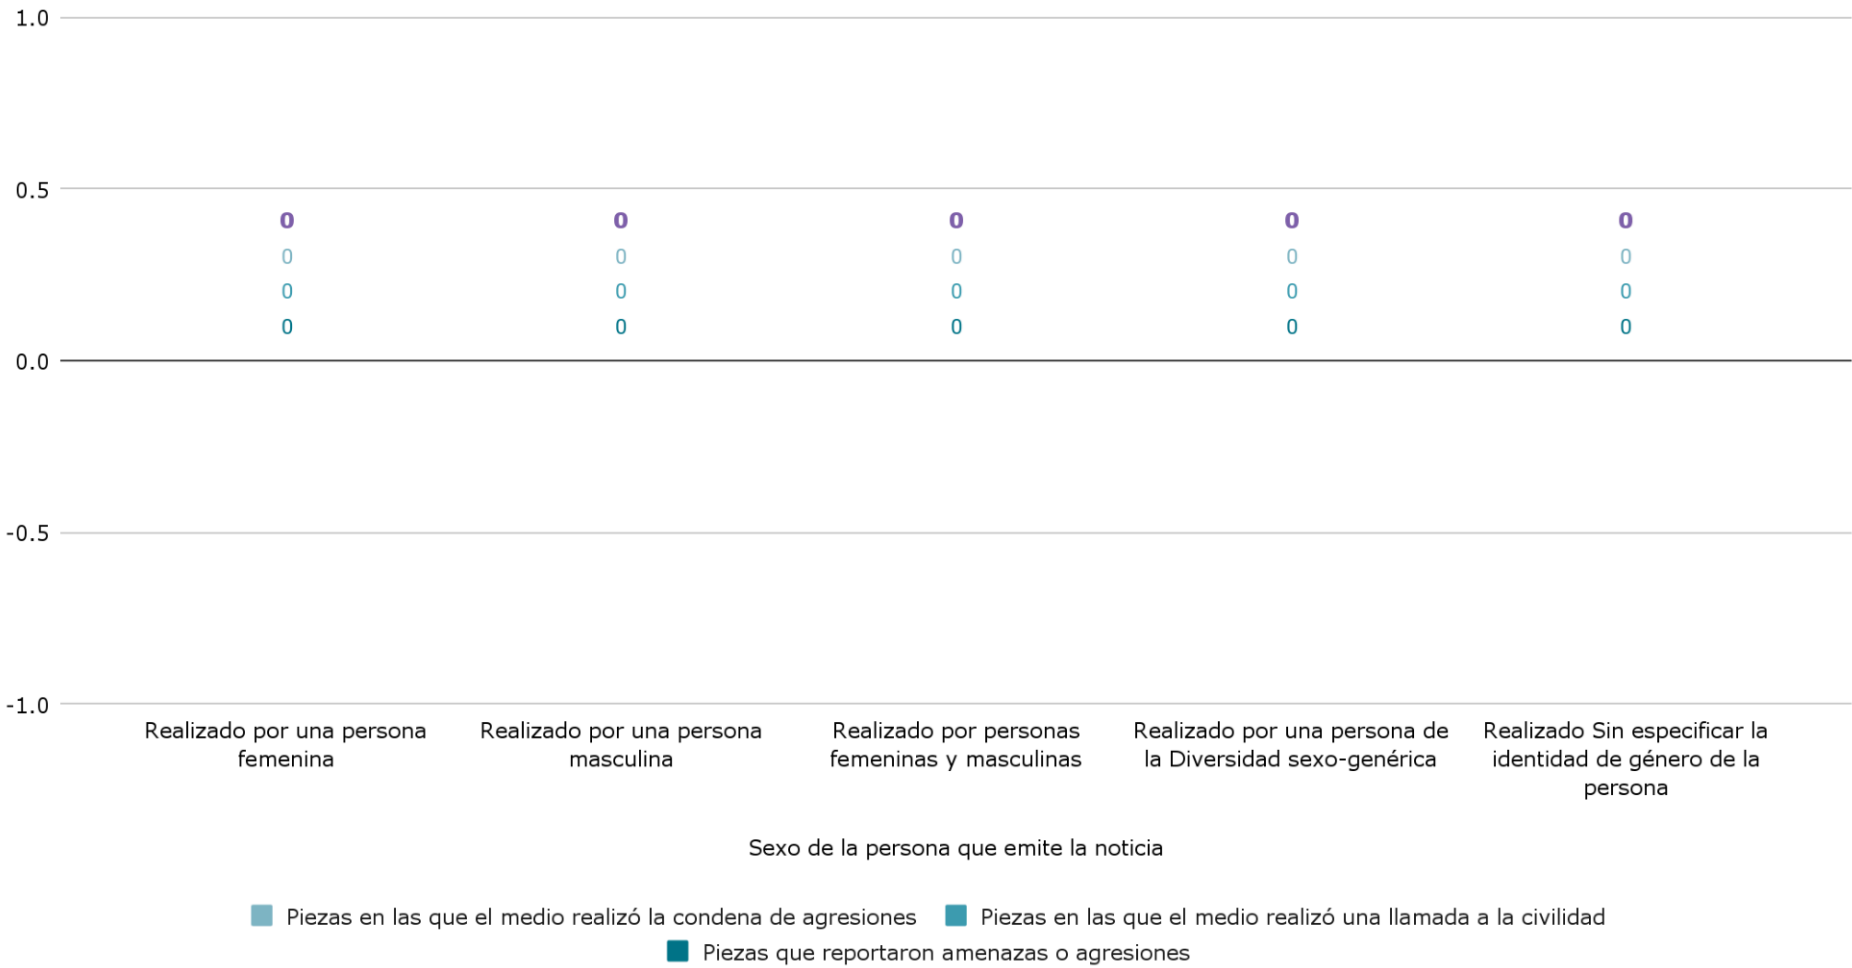 1.0
0.5
0 0 0 0 0
0 0 0 0 0
0 0 0 0 0
0 0 0 0 0
0.0
-0.5
-1.0
Realizado por una persona
femenina
Realizado por una persona
masculina
Realizado por personas
femeninas y masculinas
Realizado por una persona de
la Diversidad sexo-genérica
Realizado Sin especificar la
identidad de género de la
persona
Sexo de la persona que emite la noticia
Piezas en las que el medio realizó la condena de agresiones
Piezas en las que el medio realizó una llamada a la civilidad
Piezas que reportaron amenazas o agresiones